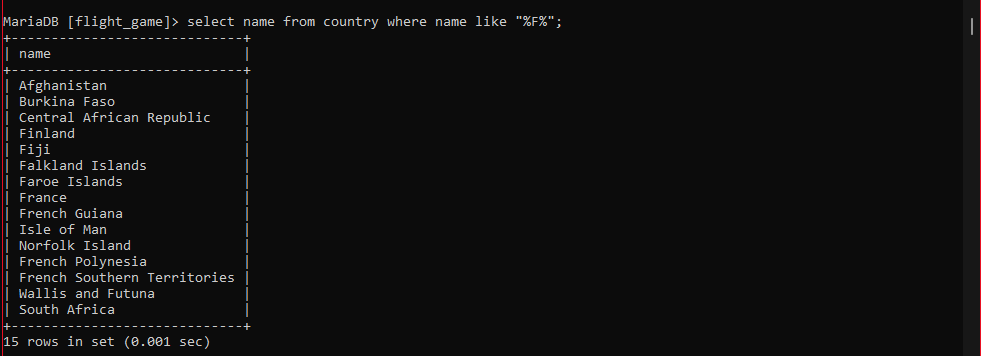 MariaDB [flight_game]> select name from country where name like "%F%";
+-----------------------------+
| name                        |
+-----------------------------+
| Afghanistan                 |
| Burkina Faso                |
| Central African Republic    |
| Finland                     |
| Fiji                        |
| Falkland Islands            |
| Faroe Islands               |
| France                      |
| French Guiana               |
| Isle of Man                 |
| Norfolk Island              |
| French Polynesia            |
| French Southern Territories |
| Wallis and Futuna           |
| South Africa                |
+-----------------------------+
15 rows in set (0.001 sec)